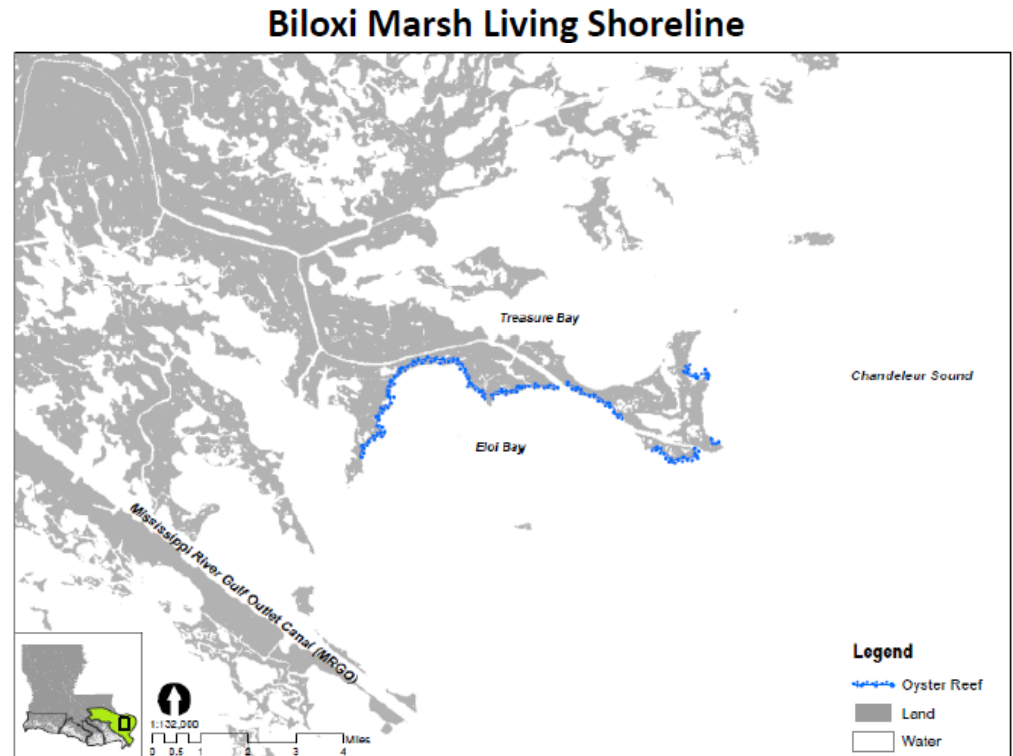 Biloxi Marsh Living Shoreline
Treasure Bay
Chandeleur Sound
Eloi Bay
Mississippi River Gulf Outlet Canal (MRGO)
Legend
Oyster Reef
Land
Water
1:132,000
0 0.5 1 2 3 4 Miles